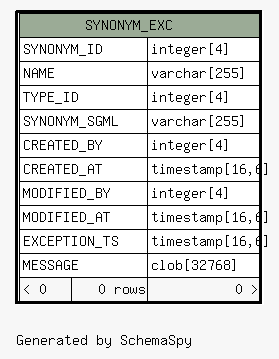 SYNONYM_EXC
SYNONYM_ID integer[4]
NAME varchar[255]
TYPE_ID integer[4]
SYNONYM_SGML varchar[255]
CREATED_BY integer[4]
CREATED_AT timestamp[16,6]
MODIFIED_BY integer[4]
MODIFIED_AT timestamp[16,6]
EXCEPTION_TS timestamp[16,6]
MESSAGE clob[32768]
< 0 0 rows 0 >
Generated by SchemaSpy